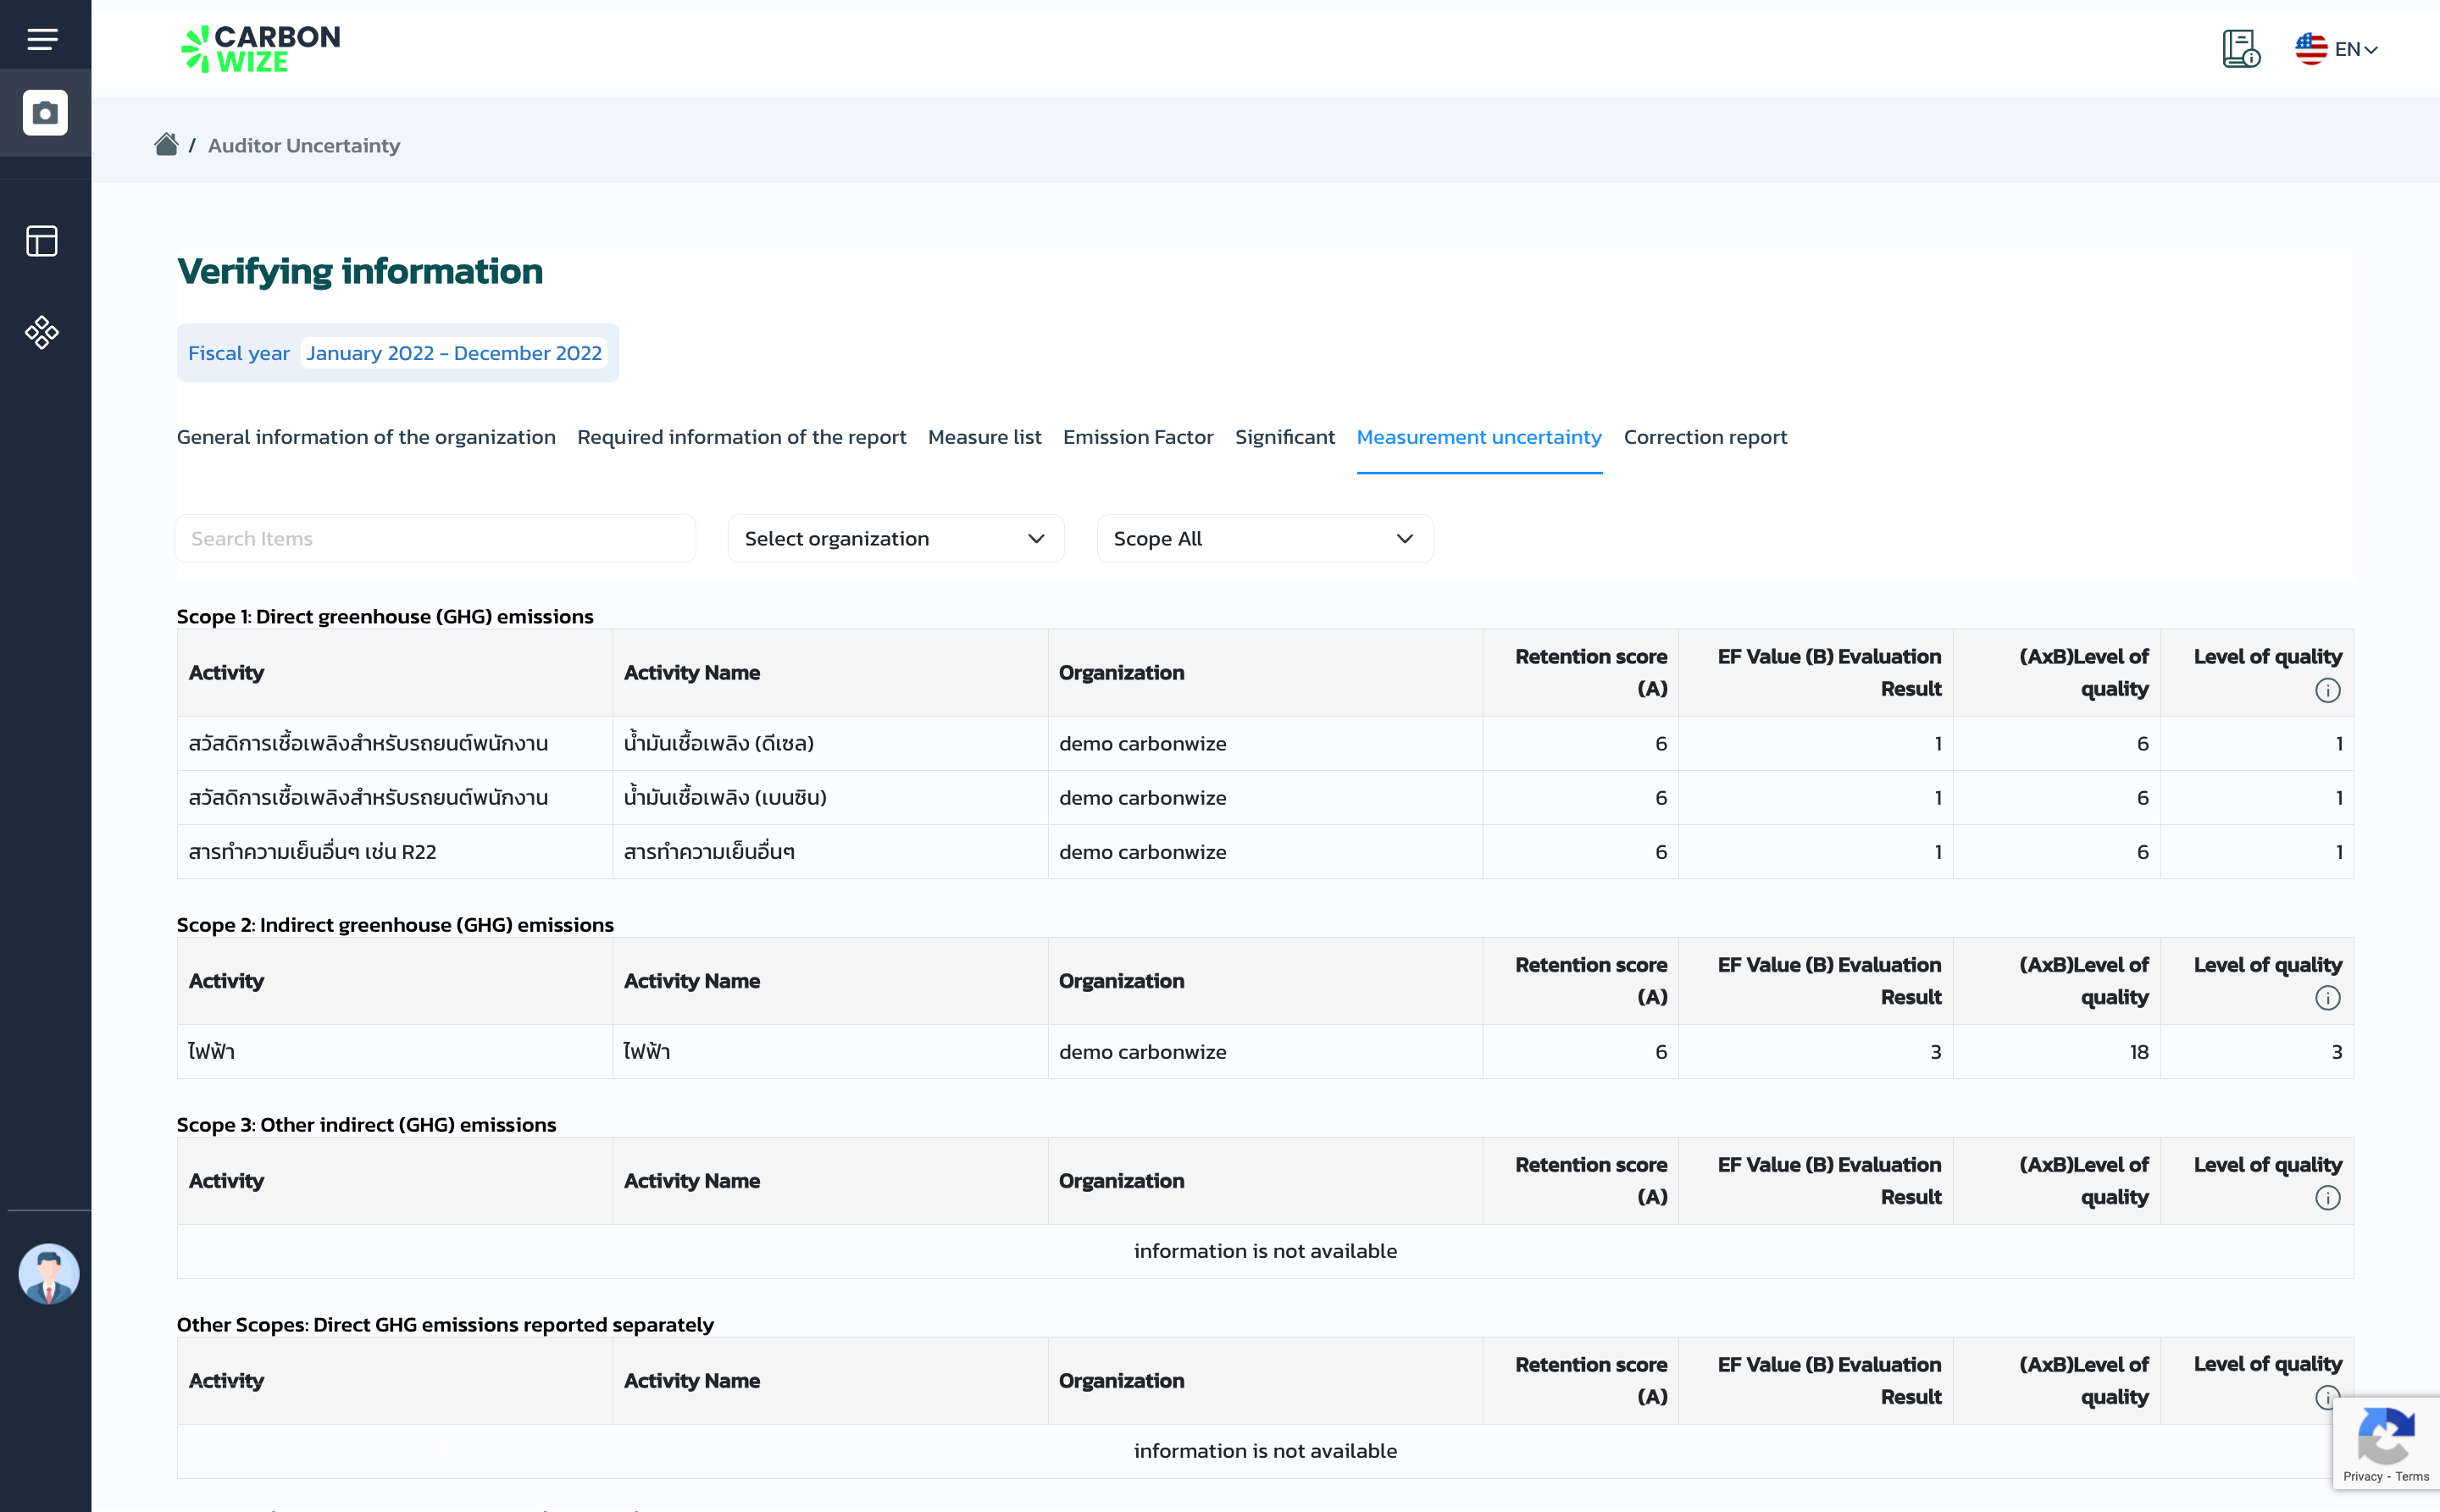 CARBON
WIZE
EN
/ Auditor Uncertainty
Verifying information
Fiscal year January 2022 - December 2022
General information of the organization Required information of the report Measure list Emission Factor Significant Measurement uncertainty Correction report
Search Items Select organization Scope All
Scope 1: Direct greenhouse (GHG) emissions
Activity Activity Name Organization Retention score (A) EF Value (B) Evaluation Result (AxB)Level of quality Level of quality
สวัสดิการเชื้อเพลิงสำหรับรถยนต์พนักงาน น้ำมันเชื้อเพลิง (ดีเซล) demo carbonwize 6 1 6 1
สวัสดิการเชื้อเพลิงสำหรับรถยนต์พนักงาน น้ำมันเชื้อเพลิง (เบนซิน) demo carbonwize 6 1 6 1
สารทำความเย็นอื่นๆ เช่น R22 สารทำความเย็นอื่นๆ demo carbonwize 6 1 6 1
Scope 2: Indirect greenhouse (GHG) emissions
Activity Activity Name Organization Retention score (A) EF Value (B) Evaluation Result (AxB)Level of quality Level of quality
ไฟฟ้า ไฟฟ้า demo carbonwize 6 3 18 3
Scope 3: Other indirect (GHG) emissions
Activity Activity Name Organization Retention score (A) EF Value (B) Evaluation Result (AxB)Level of quality Level of quality
information is not available
Other Scopes: Direct GHG emissions reported separately
Activity Activity Name Organization Retention score (A) EF Value (B) Evaluation Result (AxB)Level of quality Level of quality
information is not available
Privacy - Terms